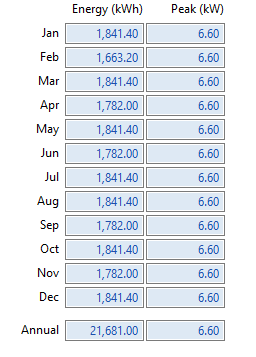 Energy (kWh) Peak (kW)
Jan 1,841.40 6.60
Feb 1,663.20 6.60
Mar 1,841.40 6.60
Apr 1,782.00 6.60
May 1,841.40 6.60
Jun 1,782.00 6.60
Jul 1,841.40 6.60
Aug 1,841.40 6.60
Sep 1,782.00 6.60
Oct 1,841.40 6.60
Nov 1,782.00 6.60
Dec 1,841.40 6.60
Annual 21,681.00 6.60